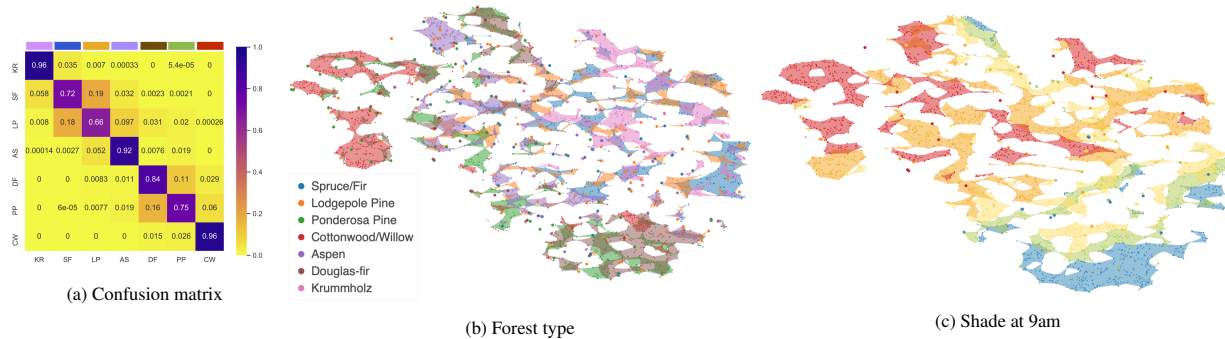 KR 0.96 0.035 0.007 0.00033 0 5.4e-05 0
SF 0.058 0.72 0.19 0.032 0.0023 0.0021 0
LP 0.008 0.18 0.66 0.097 0.031 0.02 0.00026
AS 0.00014 0.0027 0.052 0.92 0.0076 0.019 0
DF 0 0 0.0083 0.011 0.84 0.11 0.029
PP 0 6e-05 0.0077 0.019 0.16 0.75 0.06
CW 0 0 0 0 0.015 0.026 0.96
KR SF LP AS DF PP CW
1.0
0.8
0.6
0.4
0.2
0.0
(a) Confusion matrix
Spruce/Fir
Lodgepole Pine
Ponderosa Pine
Cottonwood/Willow
Aspen
Douglas-fir
Krummholz
(b) Forest type
(c) Shade at 9am